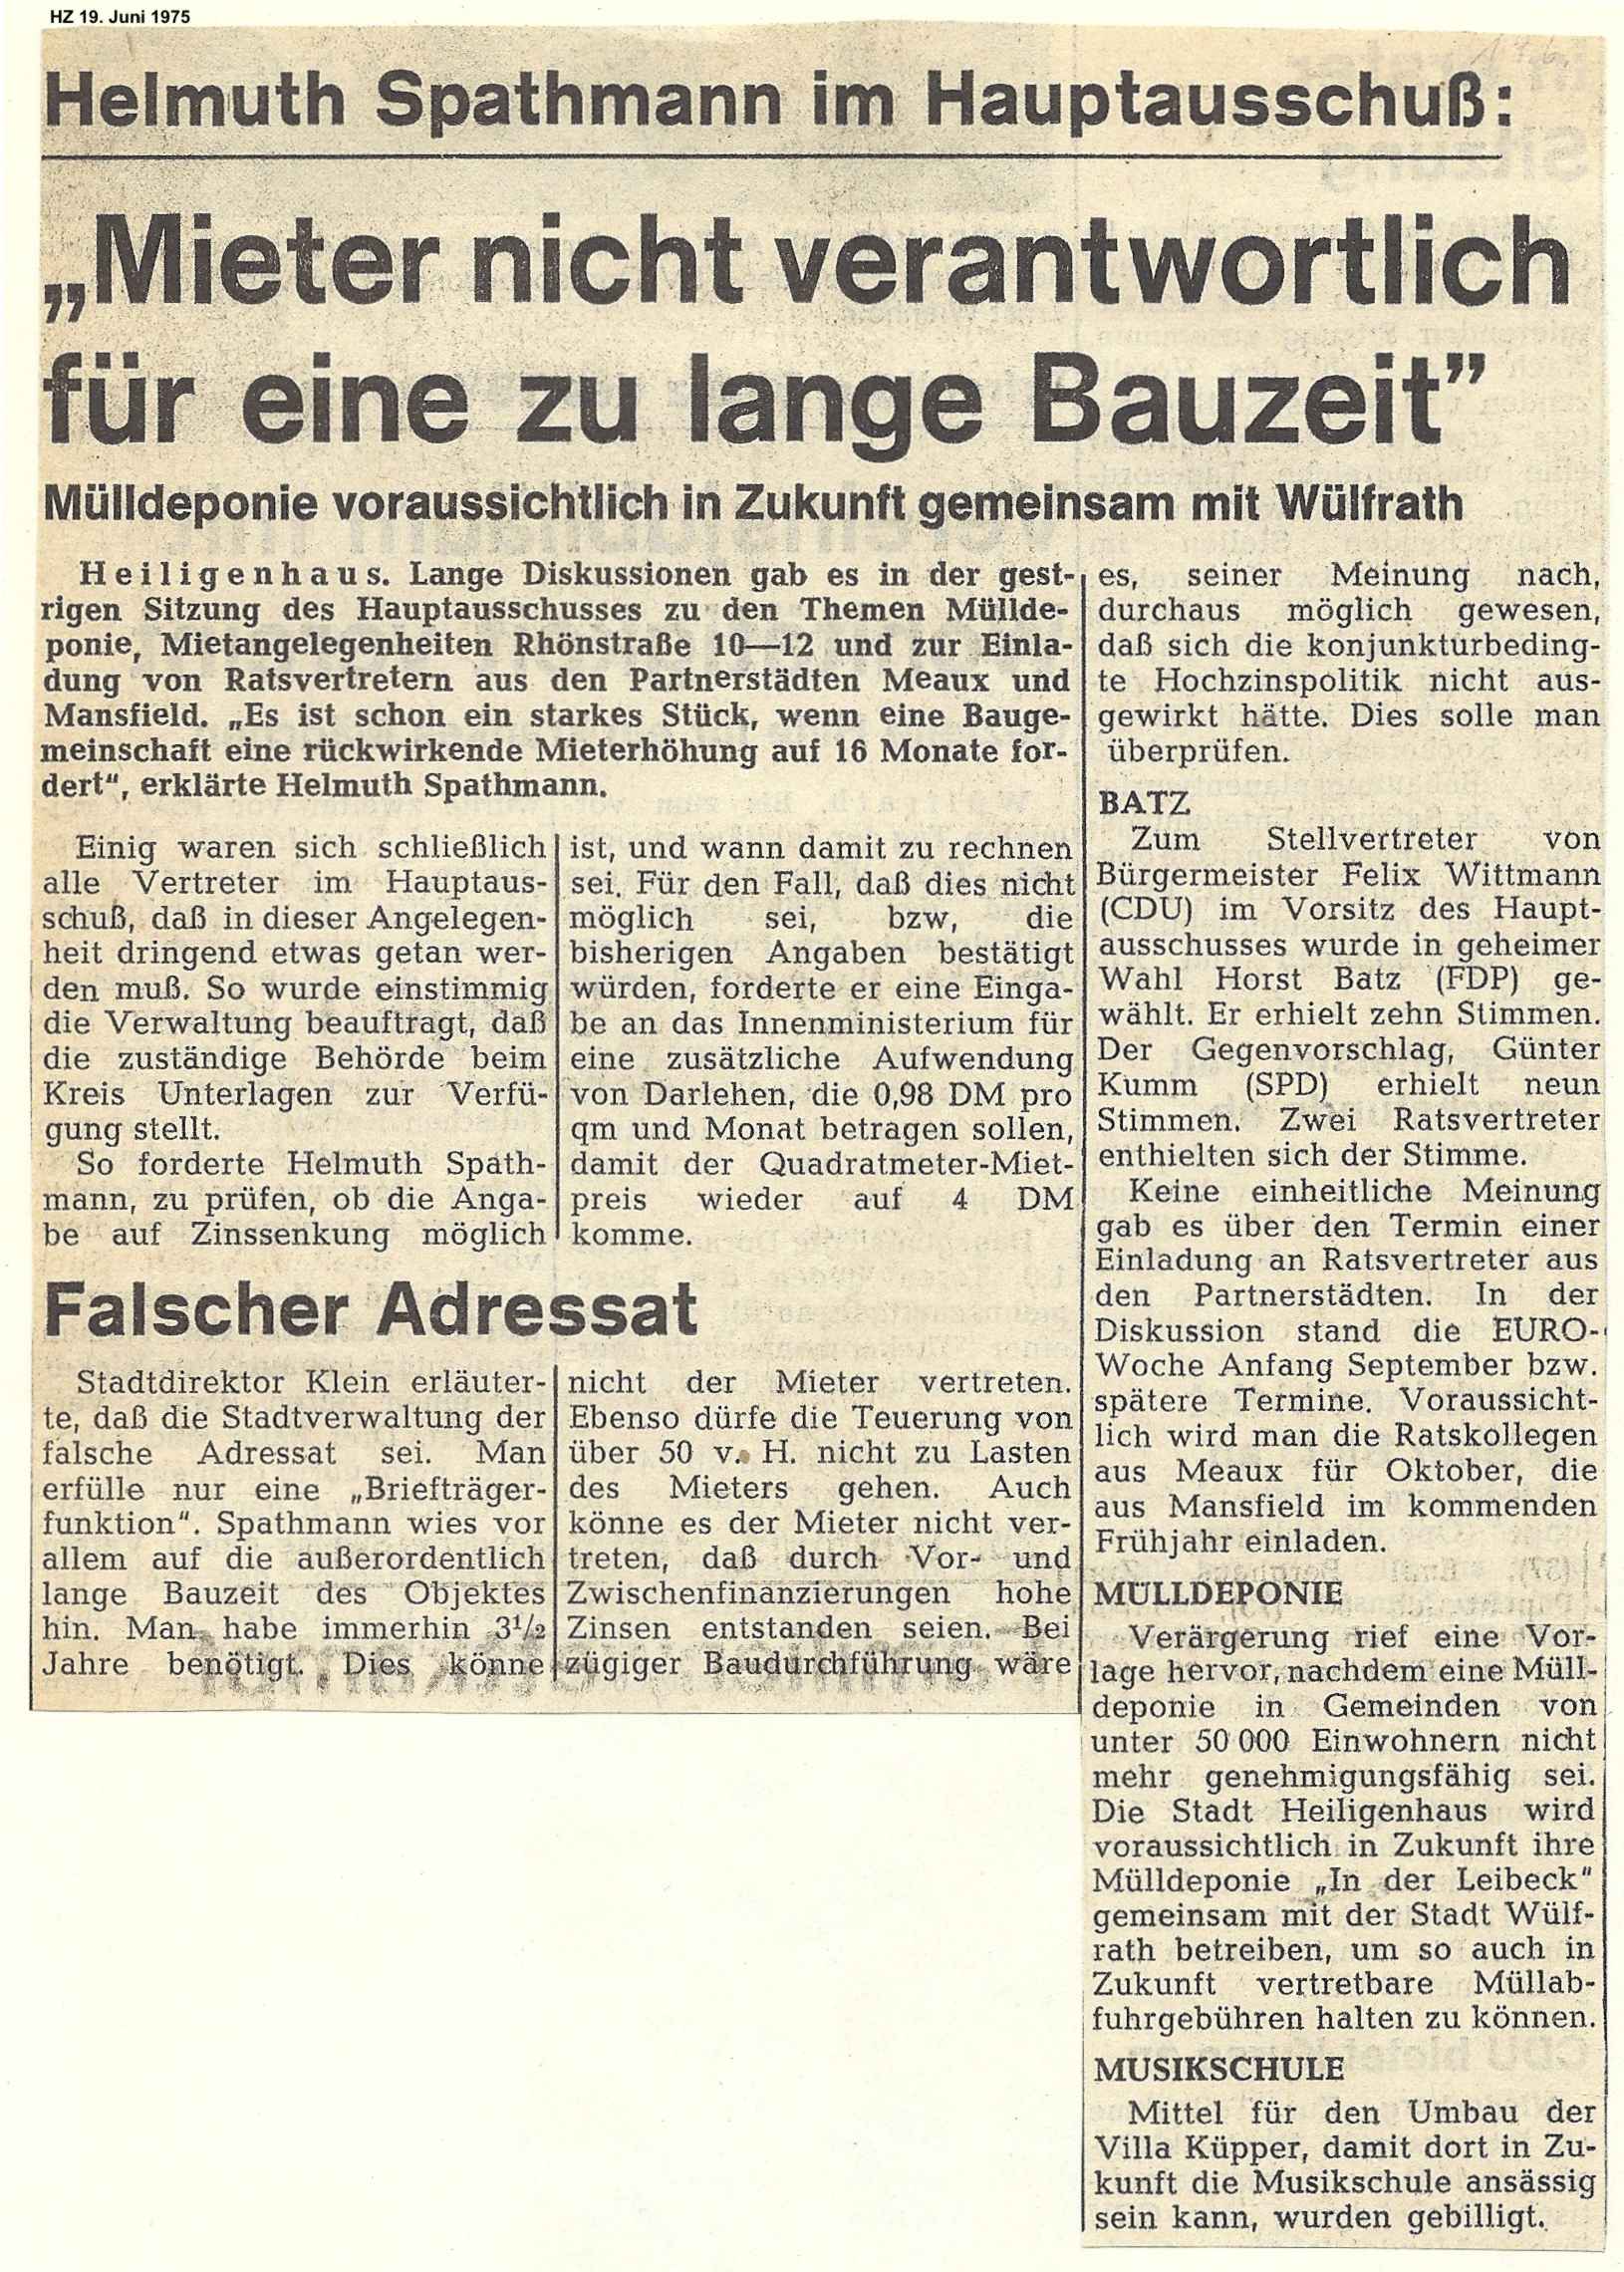 HZ 19. Juni 1975
Helmuth Spathmann im Hauptausschuß:
„Mieter nicht verantwortlich
für eine zu lange Bauzeit”
Mülldeponie voraussichtlich in Zukunft gemeinsam mit Wülfrath
Heiligenhaus. Lange Diskussionen gab es in der gest-
rigen Sitzung des Hauptausschusses zu den Themen Müllde-
ponie, Mietangelegenheiten Rhönstraße 10—12 und zur Einla-
dung von Ratsvertretern aus den Partnerstädten Meaux und
Mansfield. „Es ist schon ein starkes Stück, wenn eine Bauge-
meinschaft eine rückwirkende Mieterhöhung auf 16 Monate for-
dert“, erklärte Helmuth Spathmann.
Einig waren sich schließlich
alle Vertreter im Hauptaus-
schuß, daß in dieser Angelegen-
heit dringend etwas getan wer-
den muß. So wurde einstimmig
die Verwaltung beauftragt, daß
die zuständige Behörde beim
Kreis Unterlagen zur Verfü-
gung stellt.
So forderte Helmuth Spath-
mann, zu prüfen, ob die Anga-
be auf Zinssenkung möglich
ist, und wann damit zu rechnen
sei. Für den Fall, daß dies nicht
möglich sei, bzw, die
bisherigen Angaben bestätigt
würden, forderte er eine Einga-
be an das Innenministerium für
eine zusätzliche Aufwendung
von Darlehen, die 0,98 DM pro
qm und Monat betragen sollen,
damit der Quadratmeter-Miet-
preis wieder auf 4 DM
komme.
Falscher Adressat
Stadtdirektor Klein erläuter-
te, daß die Stadtverwaltung der
falsche Adressat sei. Man
erfülle nur eine „Briefträger-
funktion“. Spathmann wies vor
allem auf die außerordentlich
lange Bauzeit des Objektes
hin. Man habe immerhin 3½
Jahre benötigt. Dies könne
nicht der Mieter vertreten.
Ebenso dürfe die Teuerung von
über 50 v. H. nicht zu Lasten
des Mieters gehen. Auch
könne es der Mieter nicht ver-
treten, daß durch Vor- und
Zwischenfinanzierungen hohe
Zinsen entstanden seien. Bei
zügiger Baudurchführung wäre
es, seiner Meinung nach,
durchaus möglich gewesen,
daß sich die konjunkturbeding-
te Hochzinspolitik nicht aus-
gewirkt hätte. Dies solle man
überprüfen.
BATZ
Zum Stellvertreter von
Bürgermeister Felix Wittmann
(CDU) im Vorsitz des Haupt-
ausschusses wurde in geheimer
Wahl Horst Batz (FDP) ge-
wählt. Er erhielt zehn Stimmen.
Der Gegenvorschlag, Günter
Kumm (SPD) erhielt neun
Stimmen. Zwei Ratsvertreter
enthielten sich der Stimme.
Keine einheitliche Meinung
gab es über den Termin einer
Einladung an Ratsvertreter aus
den Partnerstädten. In der
Diskussion stand die EURO-
Woche Anfang September bzw.
spätere Termine. Voraussicht-
lich wird man die Ratskollegen
aus Meaux für Oktober, die
aus Mansfield im kommenden
Frühjahr einladen.
MÜLLDEPONIE
Verärgerung rief eine Vor-
lage hervor, nachdem eine Müll-
deponie in Gemeinden von
unter 50 000 Einwohnern nicht
mehr genehmigungsfähig sei.
Die Stadt Heiligenhaus wird
voraussichtlich in Zukunft ihre
Mülldeponie „In der Leibeck“
gemeinsam mit der Stadt Wülf-
rath betreiben, um so auch in
Zukunft vertretbare Müllab-
fuhrgebühren halten zu können.
MUSIKSCHULE
Mittel für den Umbau der
Villa Küpper, damit dort in Zu-
kunft die Musikschule ansässig
sein kann, wurden gebilligt.